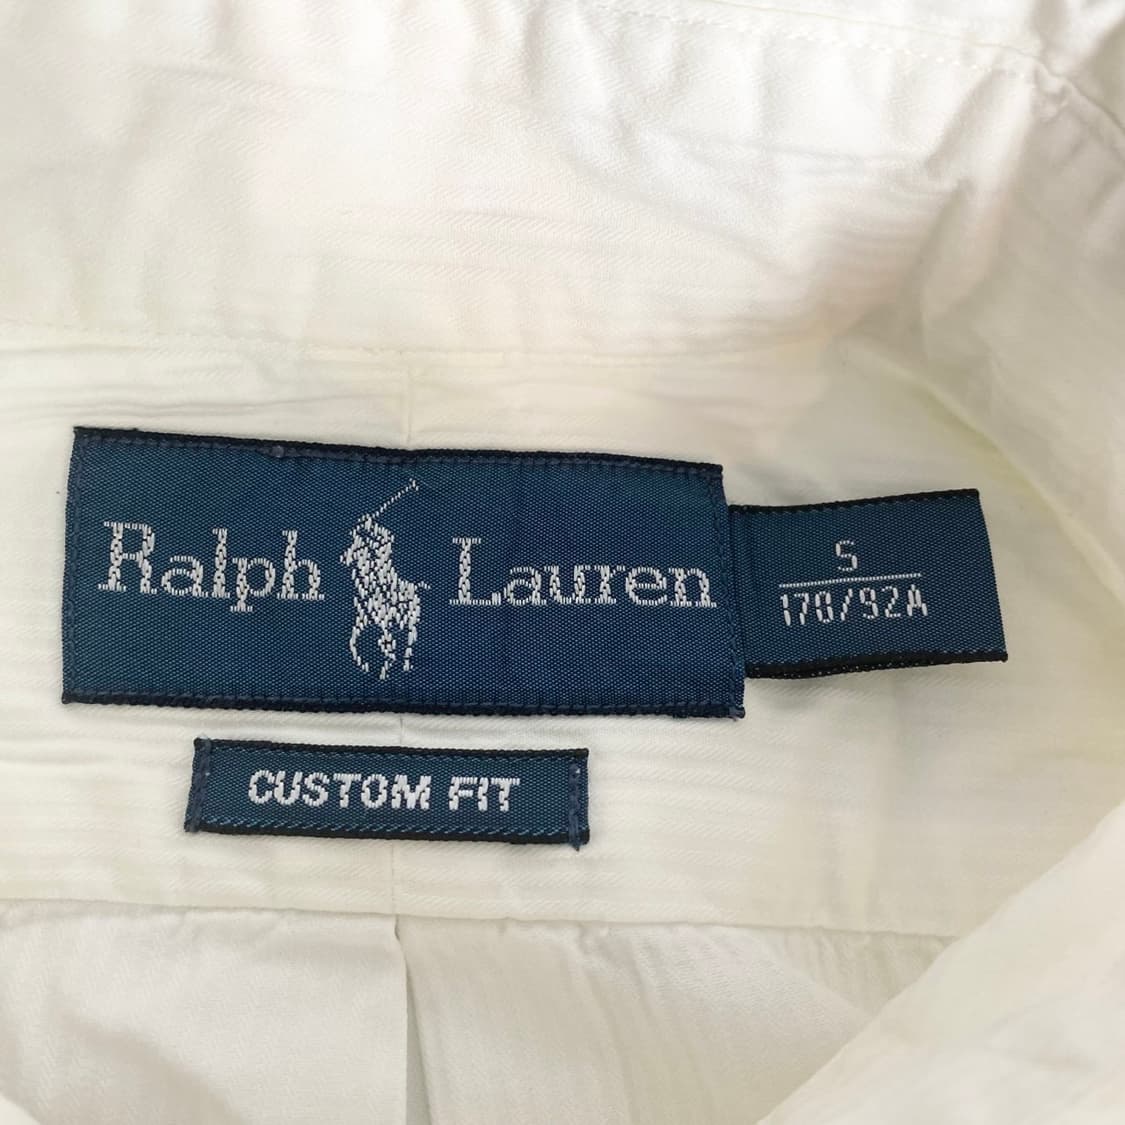 Ralph Lauren
S
170/92A
CUSTOM FIT